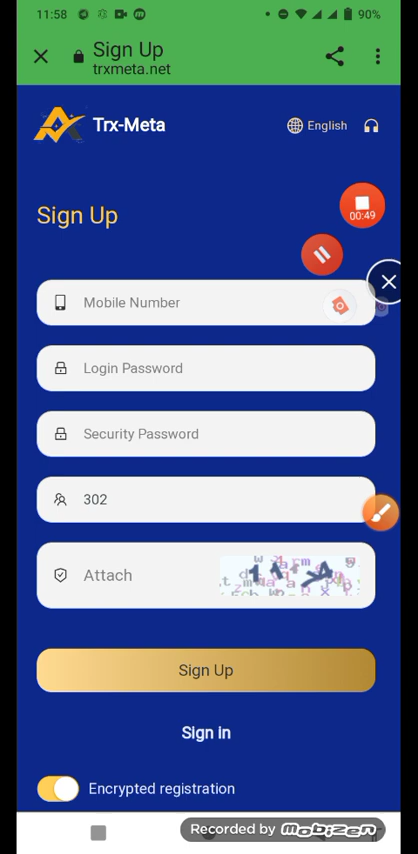 11:58
90%
Sign Up
trxmeta.net
Trx-Meta
English
Sign Up
00:49
Mobile Number
Login Password
Security Password
302
Attach
Sign Up
Sign in
Encrypted registration
Recorded by mobizen